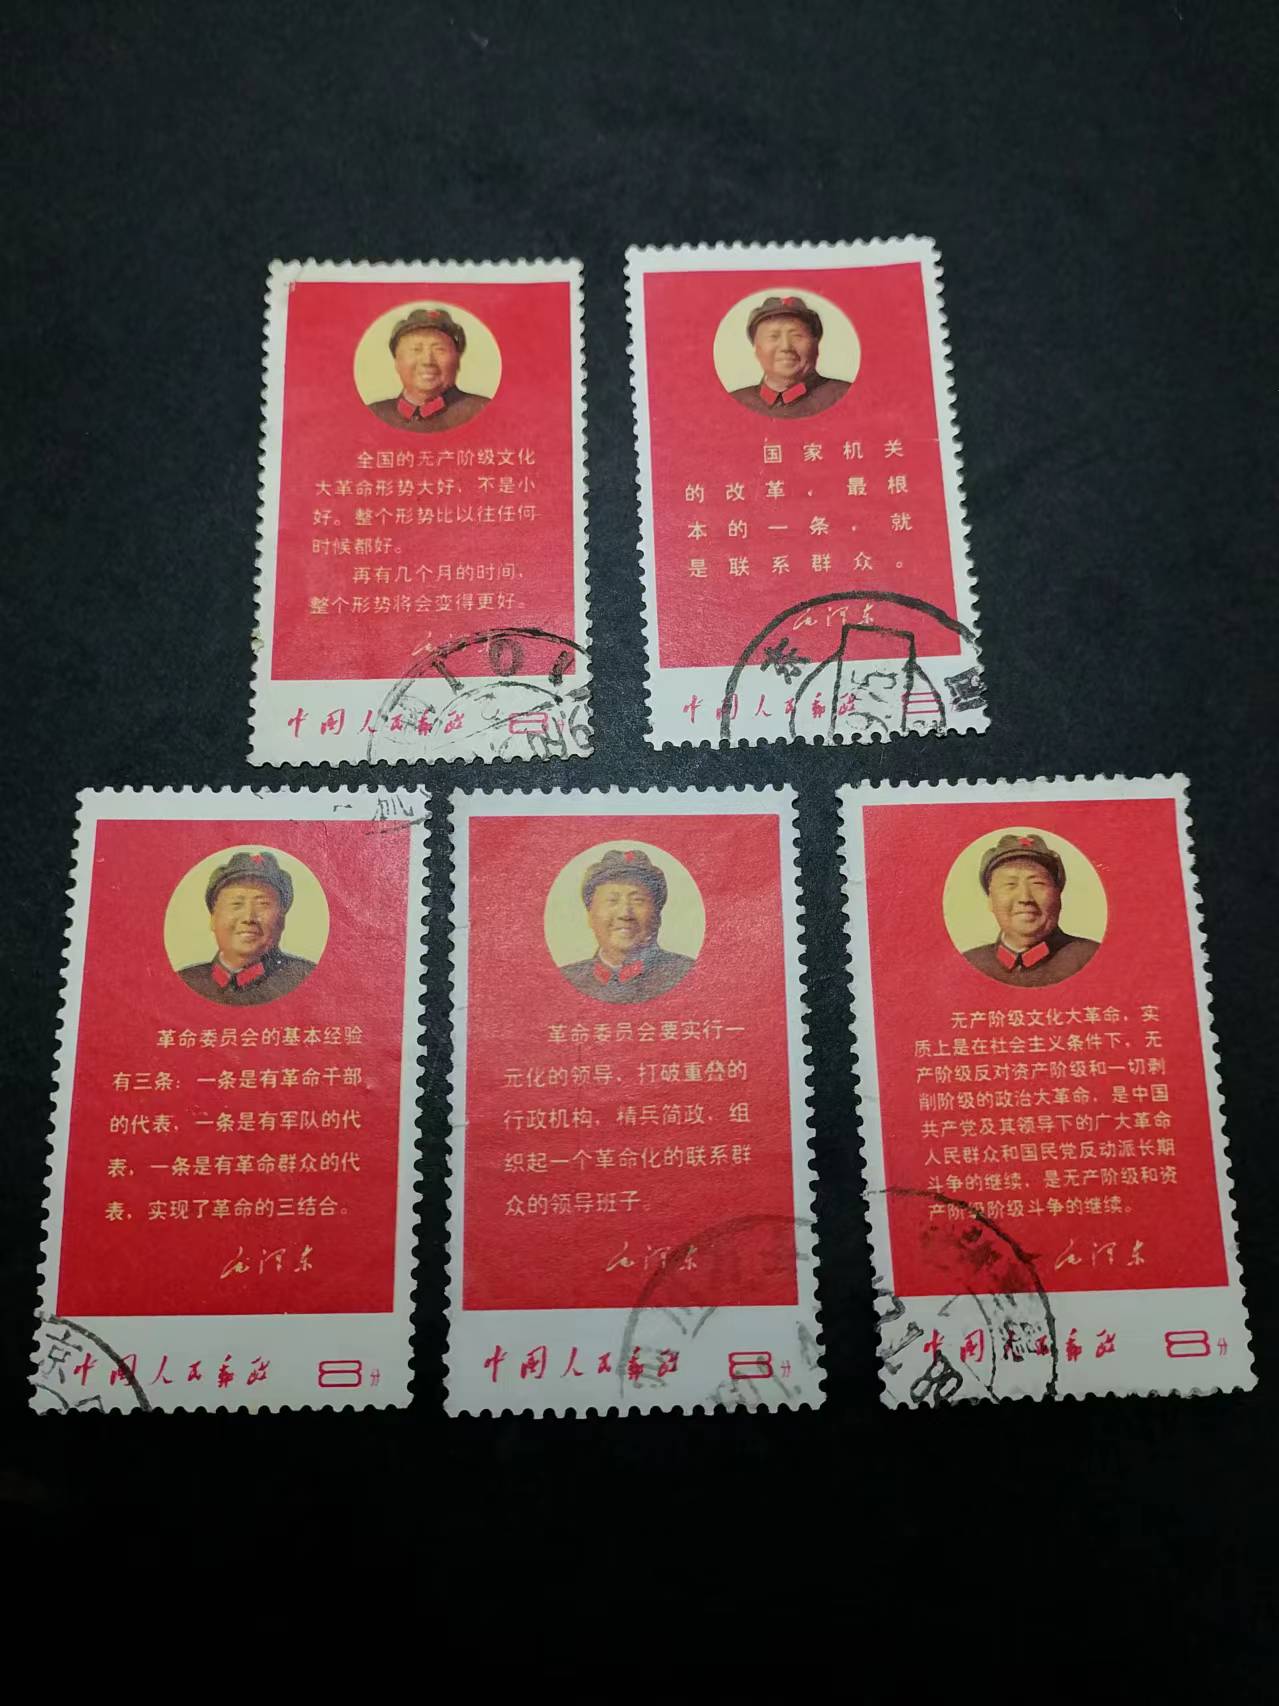 全国的无产阶级文化
大革命形势大好，不是小
好。整个形势比以往任何
时候都好。
再有几个月的时间，
整个形势将会变得更好。
中国人民邮政 8
国家机关
的改革，最根
本的一条，就
是联系群众。
毛泽东
中国人民邮政 8
革命委员会的基本经验
有三条：一条是有革命干部
的代表，一条是有军队的代
表，一条是有革命群众的代
表，实现了革命的三结合。
毛泽东
中国人民邮政 8分
京
革命委员会要实行一
元化的领导，打破重叠的
行政机构，精兵简政，组
织起一个革命化的联系群
众的领导班子。
毛泽东
中国人民邮政 8分
无产阶级文化大革命，实
质上是在社会主义条件下，无
产阶级反对资产阶级和一切剥
削阶级的政治大革命，是中国
共产党及其领导下的广大革命
人民群众和国民党反动派长期
斗争的继续，是无产阶级和资
产阶级阶级斗争的继续。
毛泽东
中国人民邮政 8分